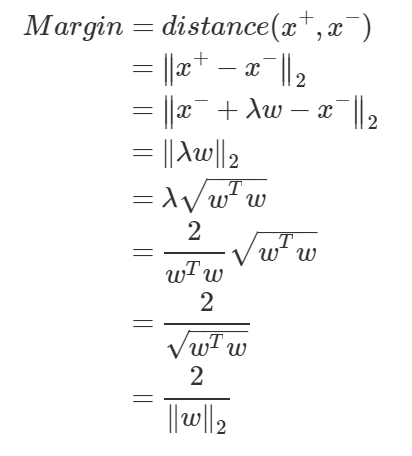 Margin = distance(x⁺, x⁻)
= ‖x⁺ − x⁻‖₂
= ‖x⁻ + λw − x⁻‖₂
= ‖λw‖₂
= λ√(wᵀw)
= 2/(wᵀw) √(wᵀw)
= 2/√(wᵀw)
= 2/‖w‖₂